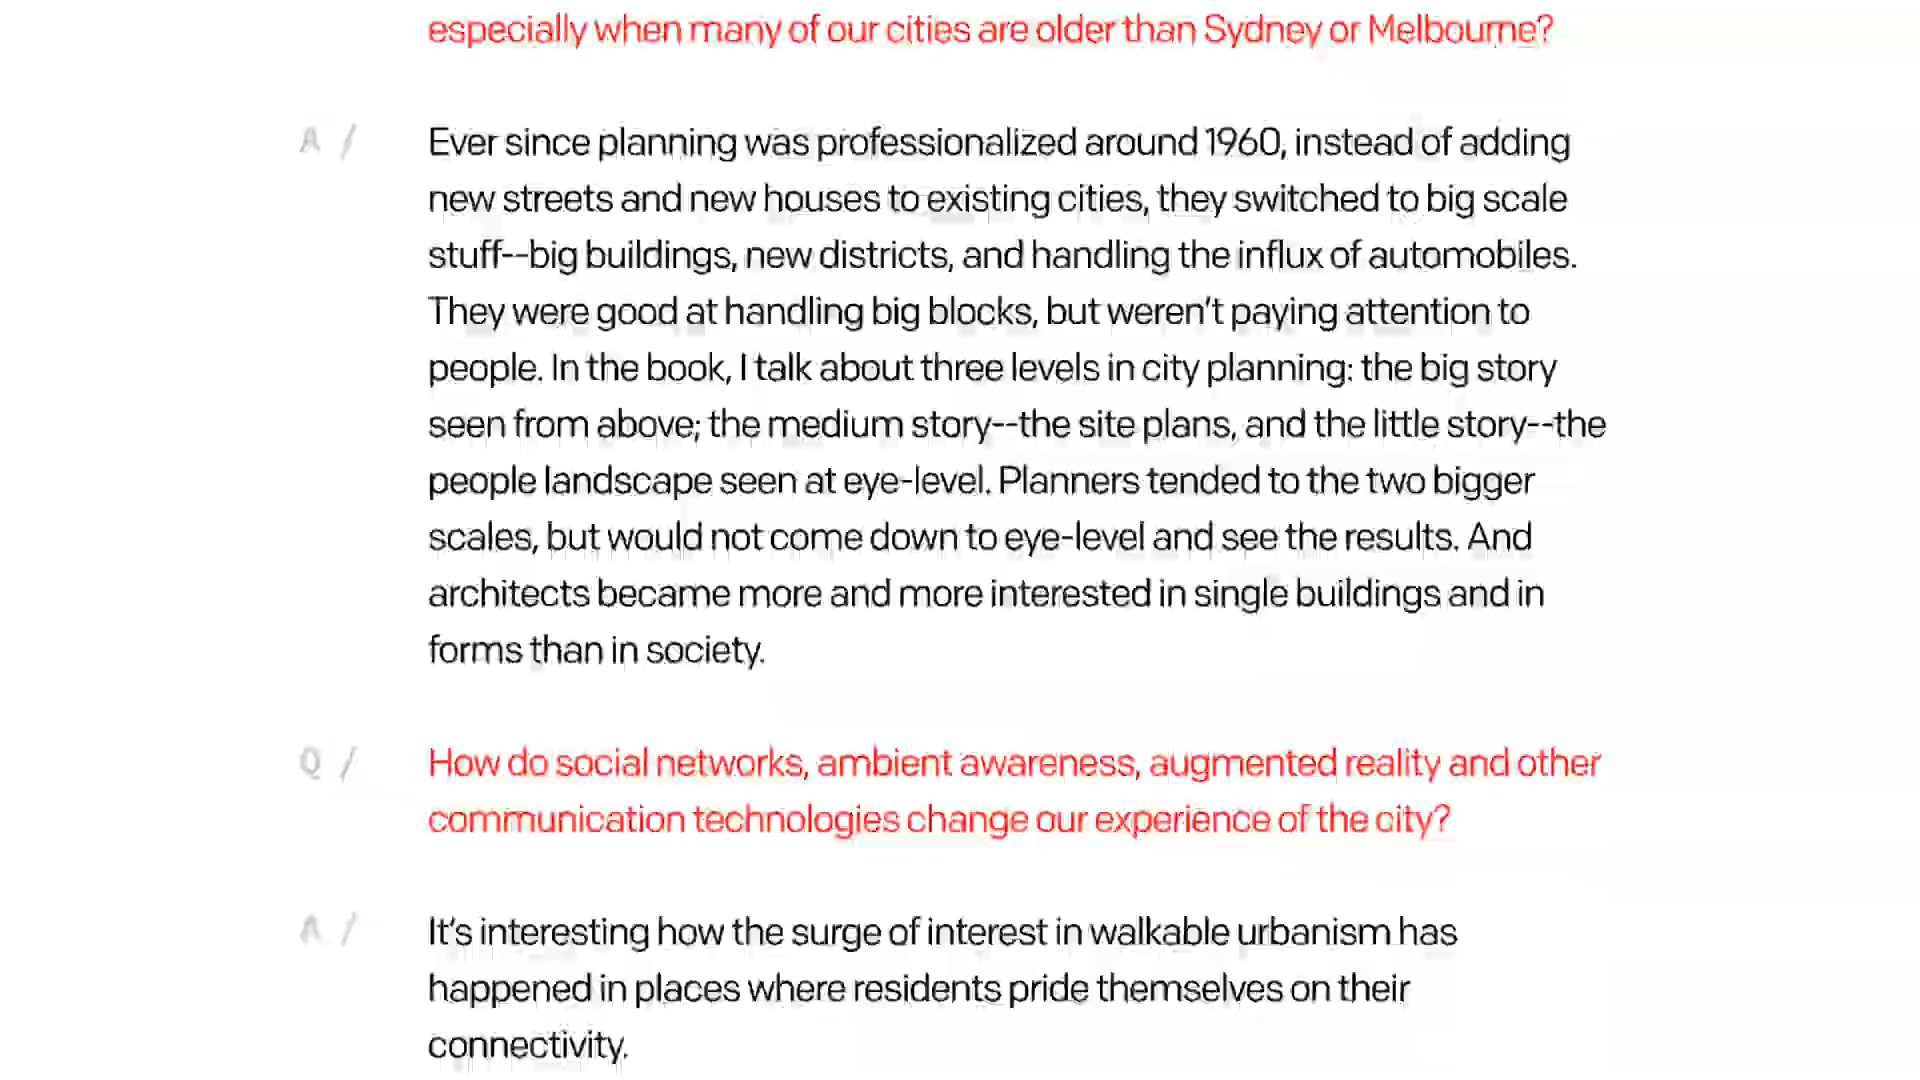 especially when many of our cities are older than Sydney or Melbourne?
A / Ever since planning was professionalized around 1960, instead of adding
new streets and new houses to existing cities, they switched to big scale
stuff--big buildings, new districts, and handling the influx of automobiles.
They were good at handling big blocks, but weren't paying attention to
people. In the book, I talk about three levels in city planning: the big story
seen from above; the medium story--the site plans, and the little story--the
people landscape seen at eye-level. Planners tended to the two bigger
scales, but would not come down to eye-level and see the results. And
architects became more and more interested in single buildings and in
forms than in society.
Q / How do social networks, ambient awareness, augmented reality and other
communication technologies change our experience of the city?
A / It's interesting how the surge of interest in walkable urbanism has
happened in places where residents pride themselves on their
connectivity.